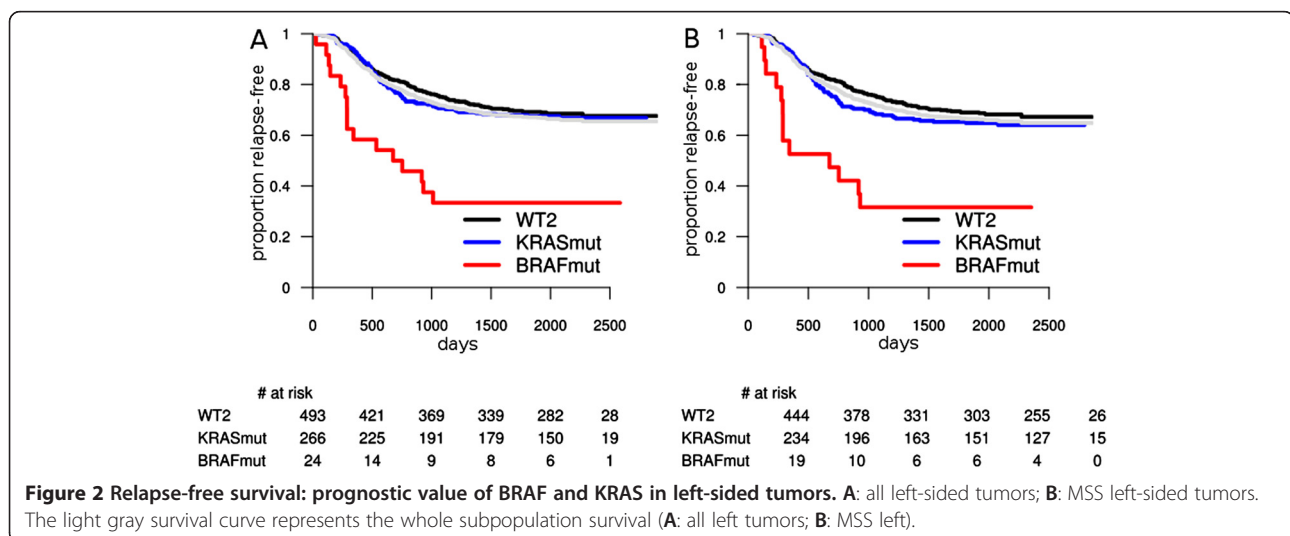 A
proportion relapse-free
1
0.8
0.6
0.4
0.2
0
WT2
KRASmut
BRAFmut
0 500 1000 1500 2000 2500
days
# at risk
WT2 493 421 369 339 282 28
KRASmut 266 225 191 179 150 19
BRAFmut 24 14 9 8 6 1
B
proportion relapse-free
1
0.8
0.6
0.4
0.2
0
WT2
KRASmut
BRAFmut
0 500 1000 1500 2000 2500
days
# at risk
WT2 444 378 331 303 255 26
KRASmut 234 196 163 151 127 15
BRAFmut 19 10 6 6 4 0
Figure 2 Relapse-free survival: prognostic value of BRAF and KRAS in left-sided tumors. A: all left-sided tumors; B: MSS left-sided tumors.
The light gray survival curve represents the whole subpopulation survival (A: all left tumors; B: MSS left).